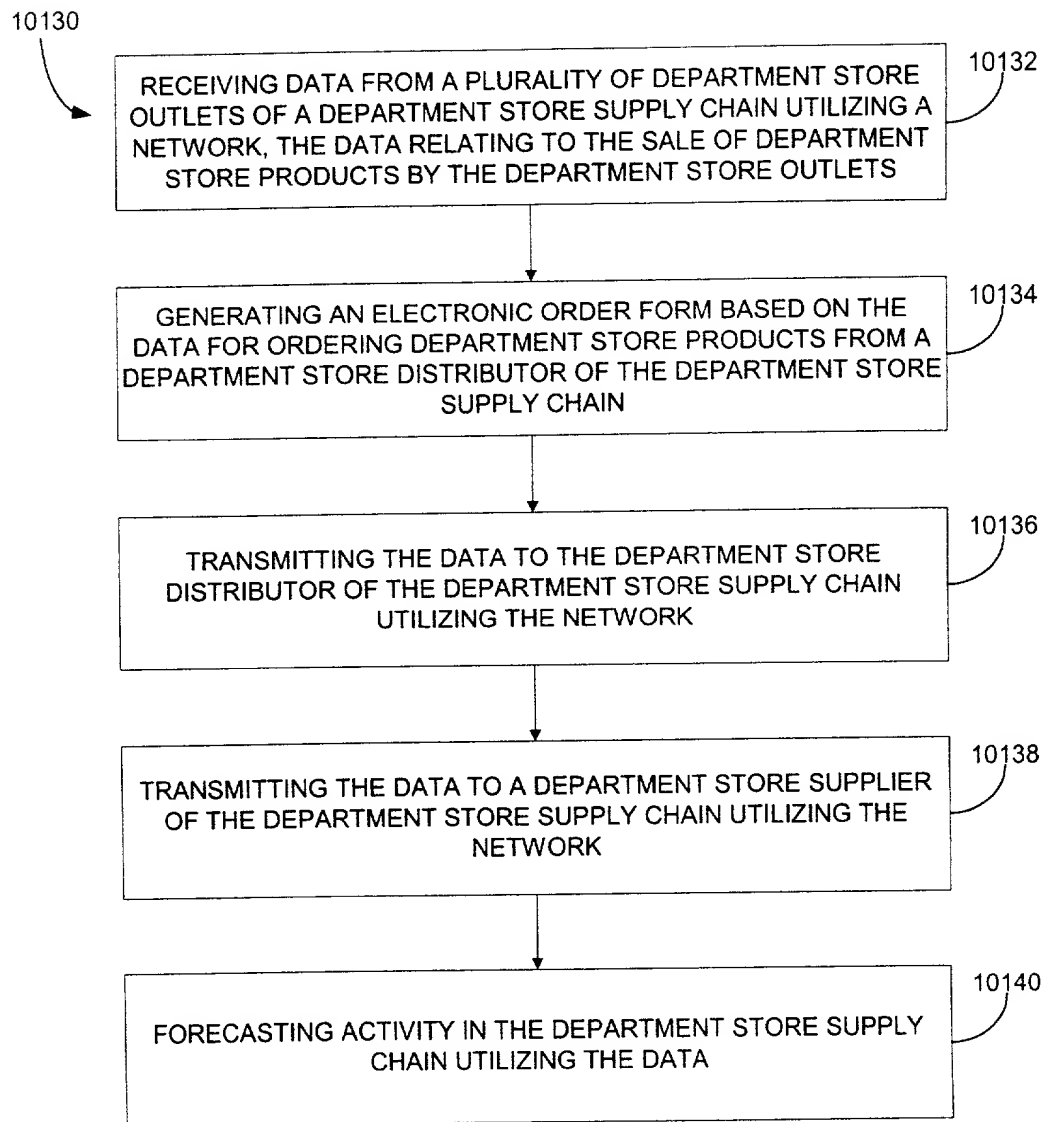 10130
10132
RECEIVING DATA FROM A PLURALITY OF DEPARTMENT STORE
OUTLETS OF A DEPARTMENT STORE SUPPLY CHAIN UTILIZING A
NETWORK, THE DATA RELATING TO THE SALE OF DEPARTMENT
STORE PRODUCTS BY THE DEPARTMENT STORE OUTLETS
10134
GENERATING AN ELECTRONIC ORDER FORM BASED ON THE
DATA FOR ORDERING DEPARTMENT STORE PRODUCTS FROM A
DEPARTMENT STORE DISTRIBUTOR OF THE DEPARTMENT STORE
SUPPLY CHAIN
10136
TRANSMITTING THE DATA TO THE DEPARTMENT STORE
DISTRIBUTOR OF THE DEPARTMENT STORE SUPPLY CHAIN
UTILIZING THE NETWORK
10138
TRANSMITTING THE DATA TO A DEPARTMENT STORE SUPPLIER
OF THE DEPARTMENT STORE SUPPLY CHAIN UTILIZING THE
NETWORK
10140
FORECASTING ACTIVITY IN THE DEPARTMENT STORE SUPPLY
CHAIN UTILIZING THE DATA